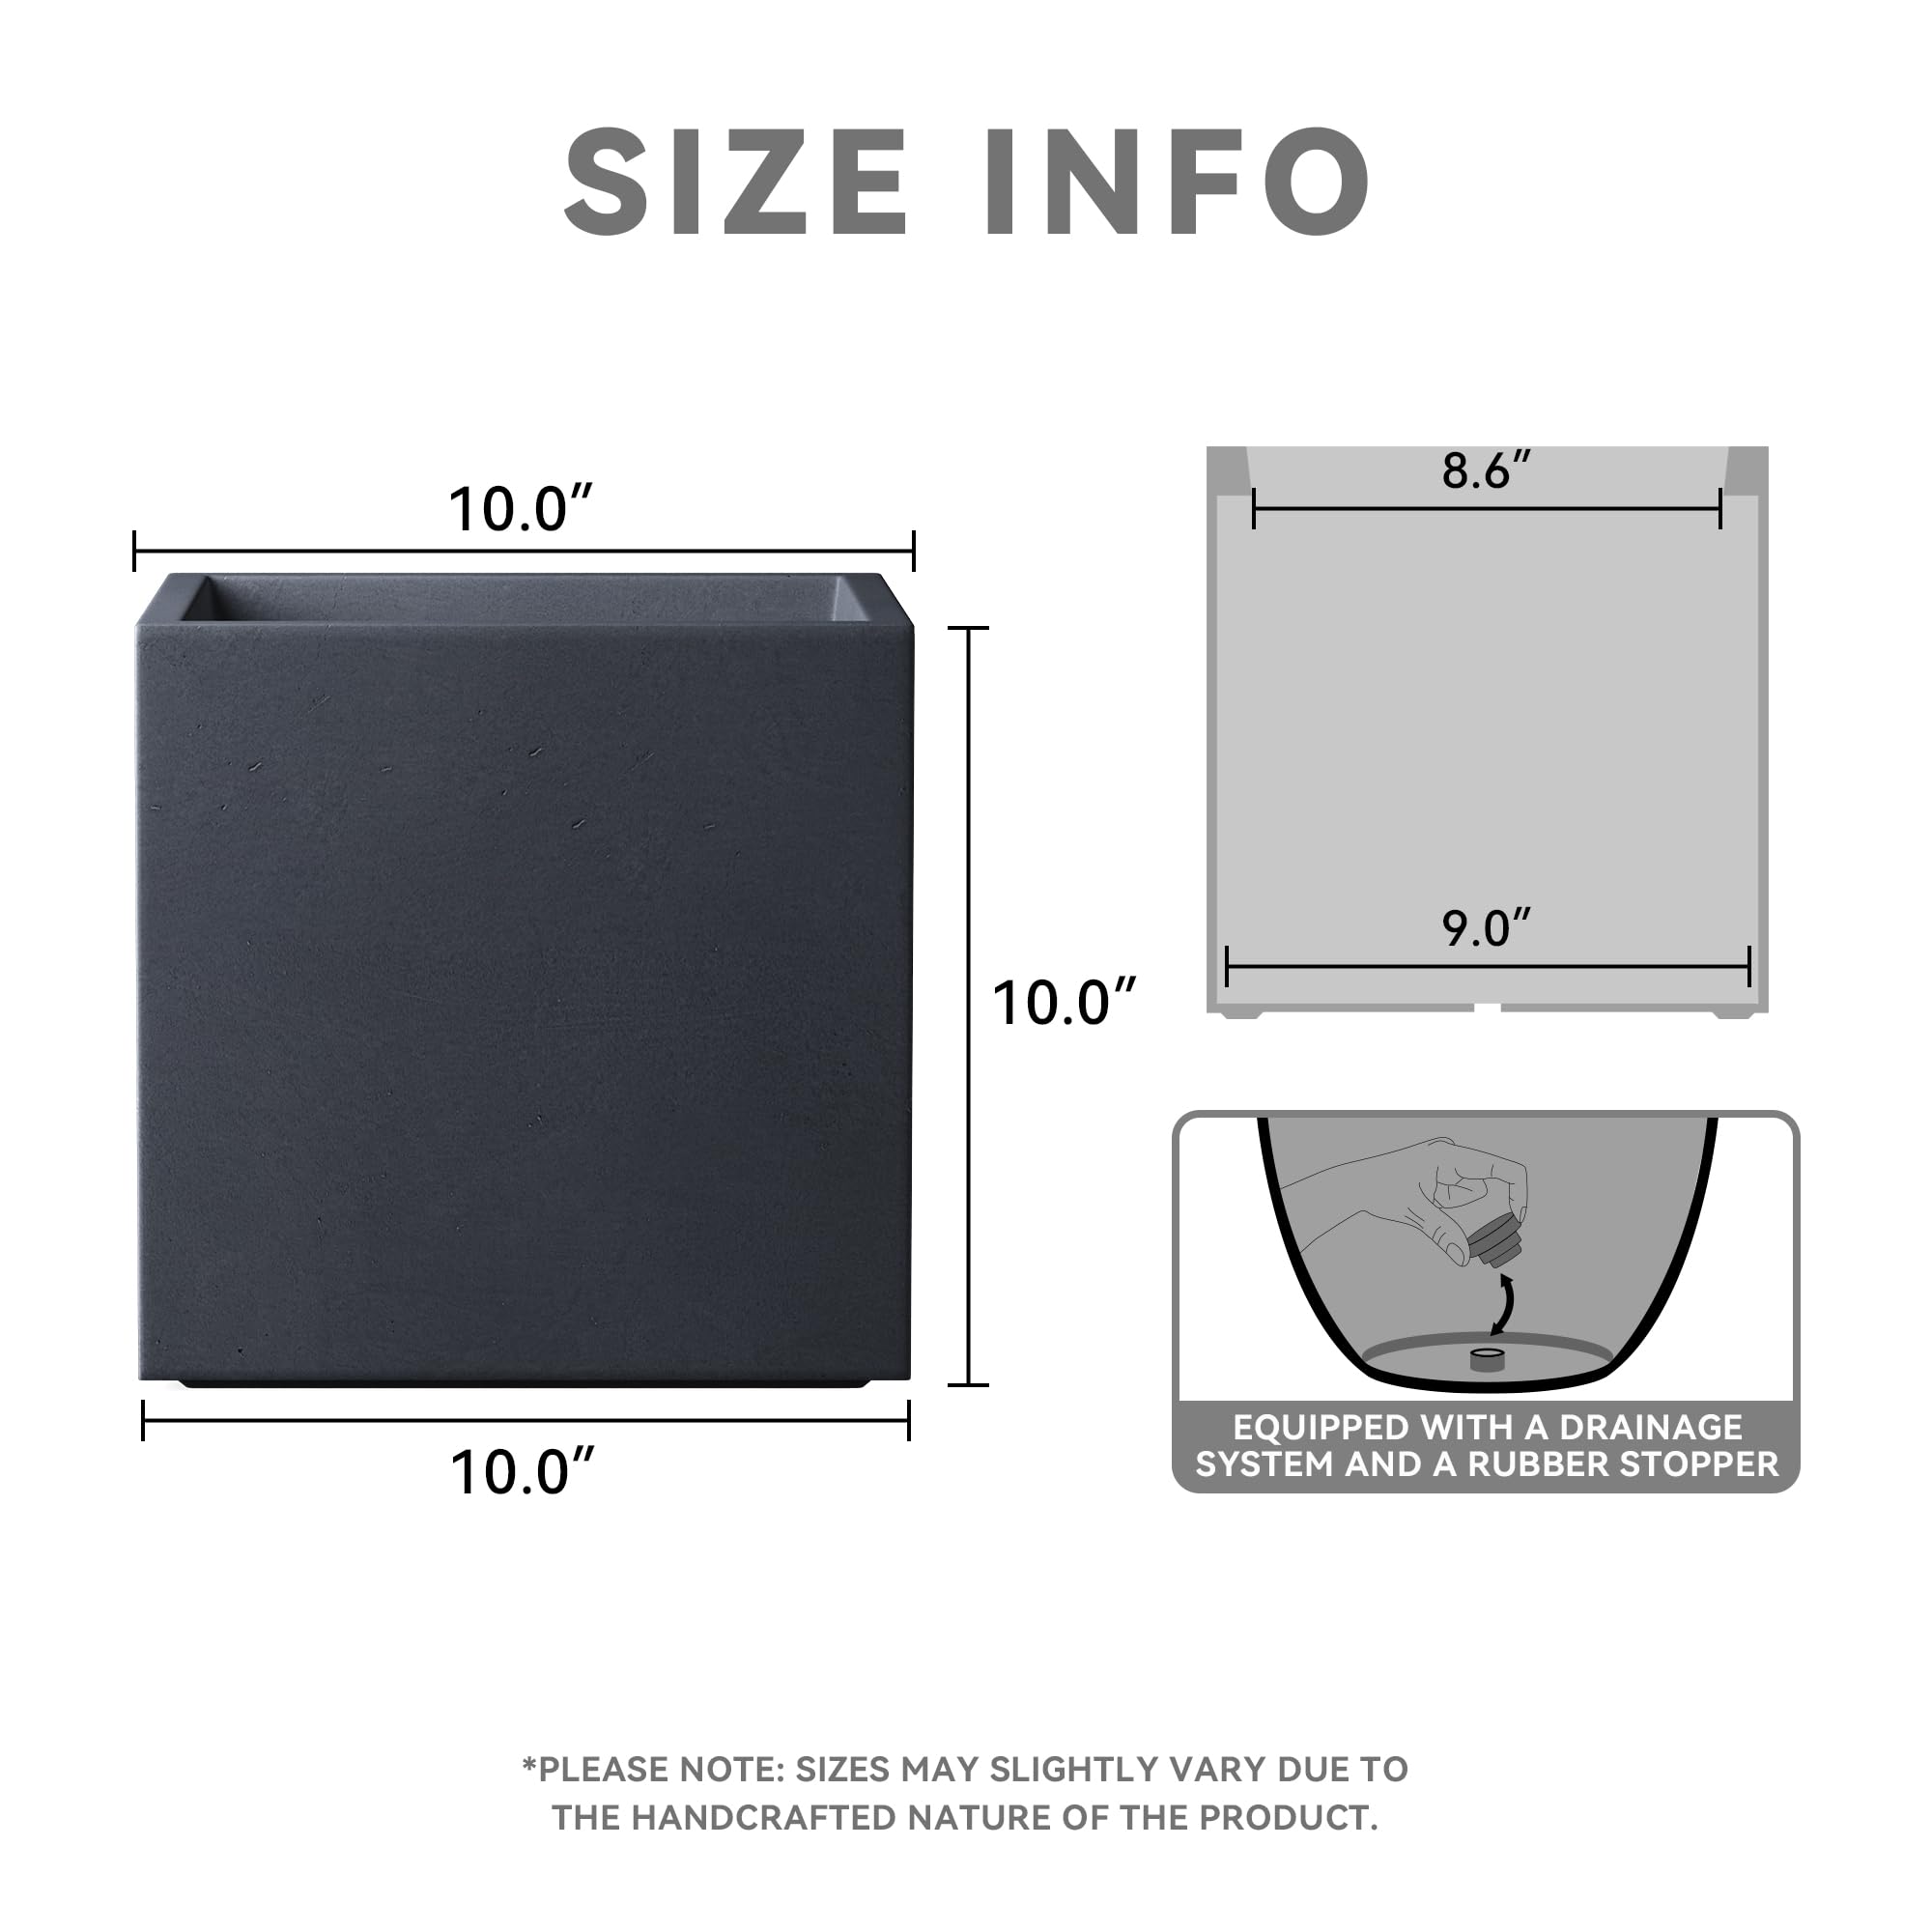 SIZE INFO
10.0″
10.0″
10.0″
8.6″
9.0″
EQUIPPED WITH A DRAINAGE
SYSTEM AND A RUBBER STOPPER
*PLEASE NOTE: SIZES MAY SLIGHTLY VARY DUE TO
THE HANDCRAFTED NATURE OF THE PRODUCT.